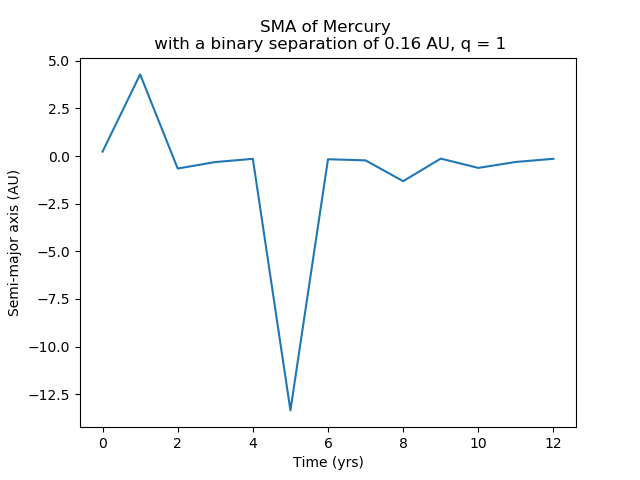 SMA of Mercury
with a binary separation of 0.16 AU, q = 1
5.0
2.5
0.0
−2.5
−5.0
−7.5
−10.0
−12.5
Semi-major axis (AU)
0 2 4 6 8 10 12
Time (yrs)